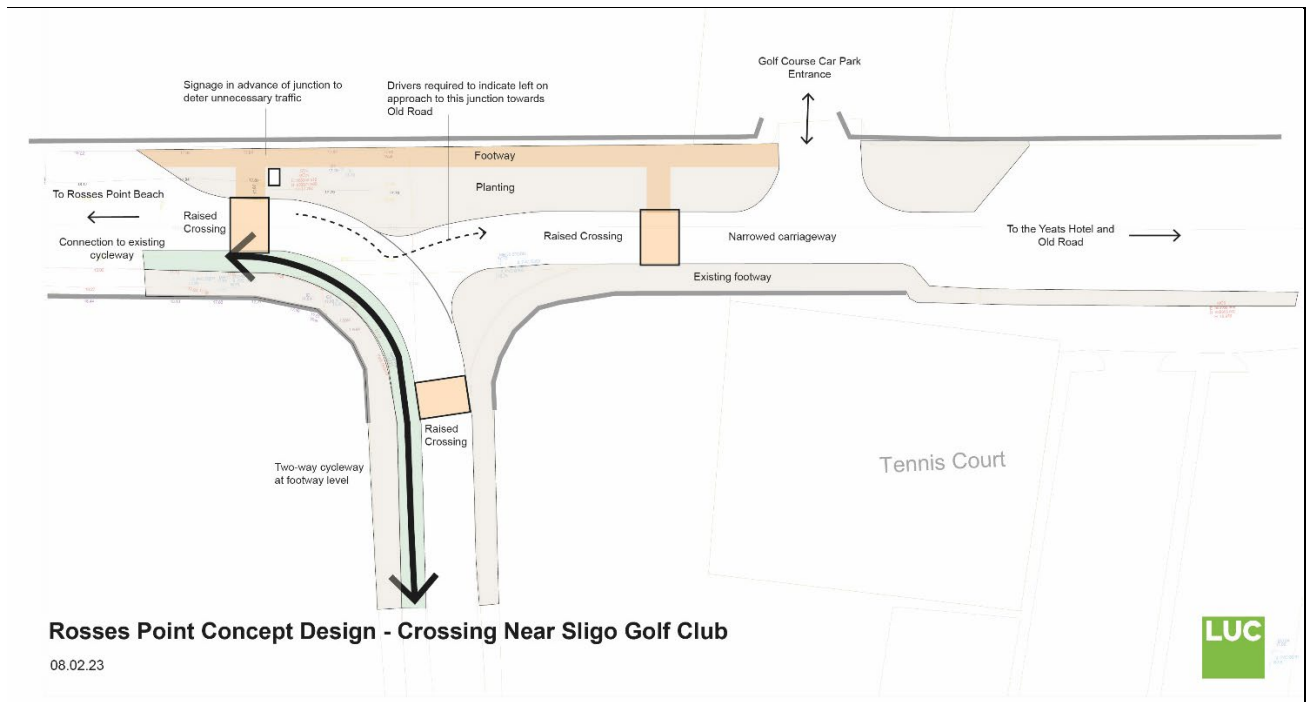 Golf Course Car Park
Entrance
Signage in advance of junction to
deter unnecessary traffic
Drivers required to indicate left on
approach to this junction towards
Old Road
Footway
Planting
To Rosses Point Beach
Raised
Crossing
Connection to existing
cycleway
Raised Crossing
Narrowed carriageway
To the Yeats Hotel and
Old Road
Existing footway
Raised
Crossing
Two-way cycleway
at footway level
Tennis Court
Rosses Point Concept Design - Crossing Near Sligo Golf Club
08.02.23
LUC